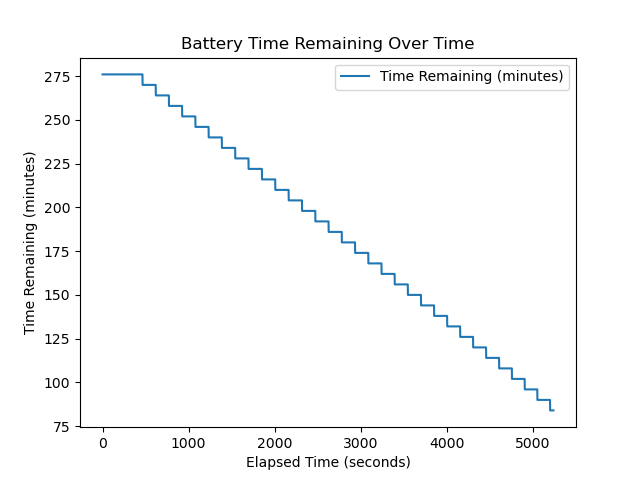 Battery Time Remaining Over Time
Time Remaining (minutes)
Time Remaining (minutes)
275
250
225
200
175
150
125
100
75
0 1000 2000 3000 4000 5000
Elapsed Time (seconds)